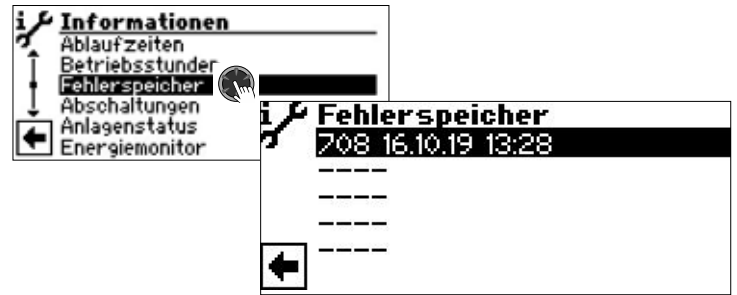 Informationen
Ablaufzeiten
Betriebsstunden
Fehlerspeicher
Abschaltungen
Anlagenstatus
Energiemonitor
Fehlerspeicher
708 16.10.19 13:28
----
----
----
----